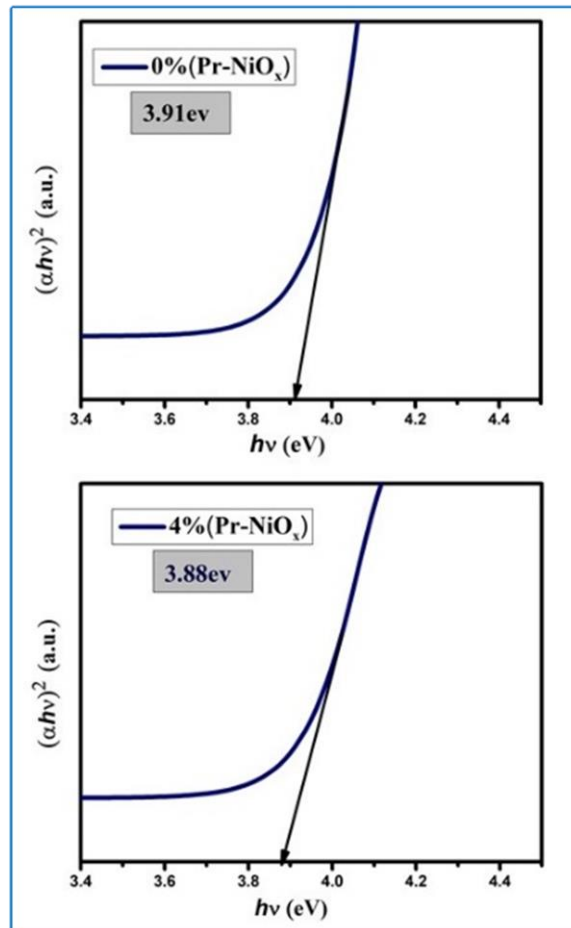 0%(Pr-NiOx)
3.91ev
(αhν)2 (a.u.)
3.4 3.6 3.8 4.0 4.2 4.4
hν (eV)
4%(Pr-NiOx)
3.88ev
(αhν)2 (a.u.)
3.4 3.6 3.8 4.0 4.2 4.4
hν (eV)